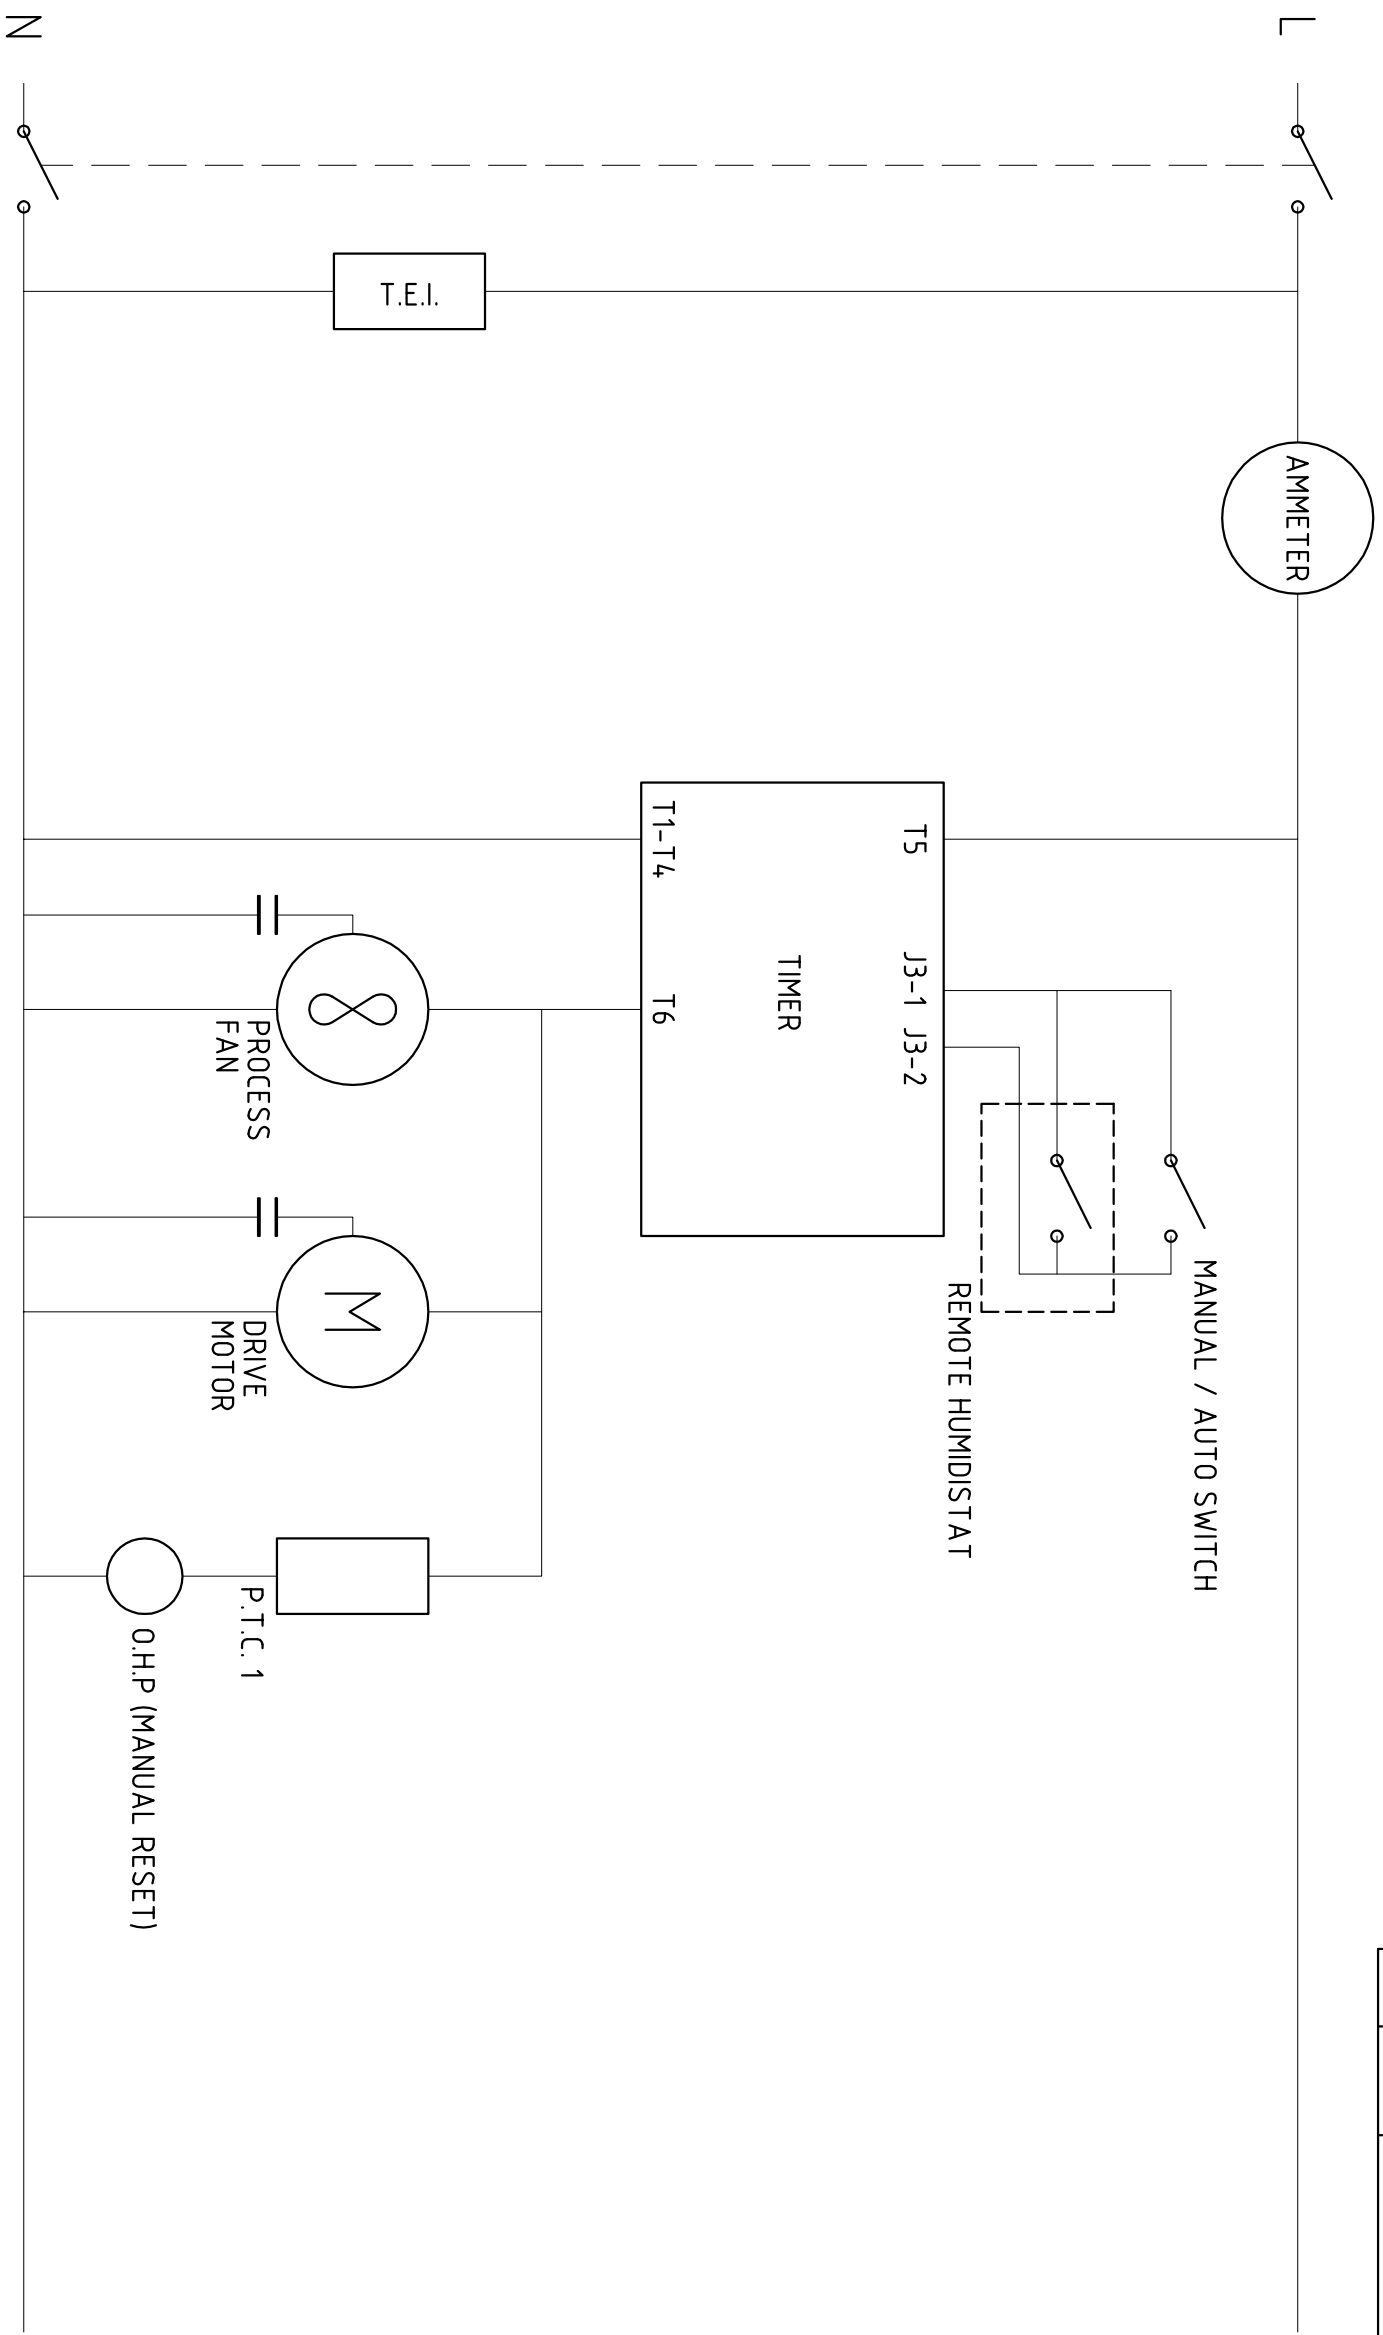 L
N
T.E.I.
AMMETER
T5
J3-1
J3-2
TIMER
T1-T4
T6
MANUAL / AUTO SWITCH
REMOTE HUMIDISTAT
PROCESS
FAN
M
DRIVE
MOTOR
P.T.C. 1
O.H.P (MANUAL RESET)